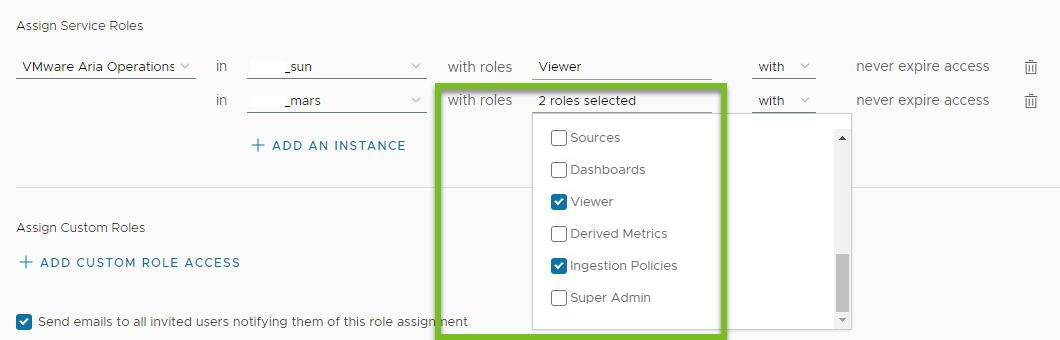 Assign Service Roles
VMware Aria Operations in _sun with roles Viewer with never expire access
in _mars with roles 2 roles selected with never expire access
+ ADD AN INSTANCE
Sources
Dashboards
Viewer
Derived Metrics
Ingestion Policies
Super Admin
Assign Custom Roles
+ ADD CUSTOM ROLE ACCESS
Send emails to all invited users notifying them of this role assignment